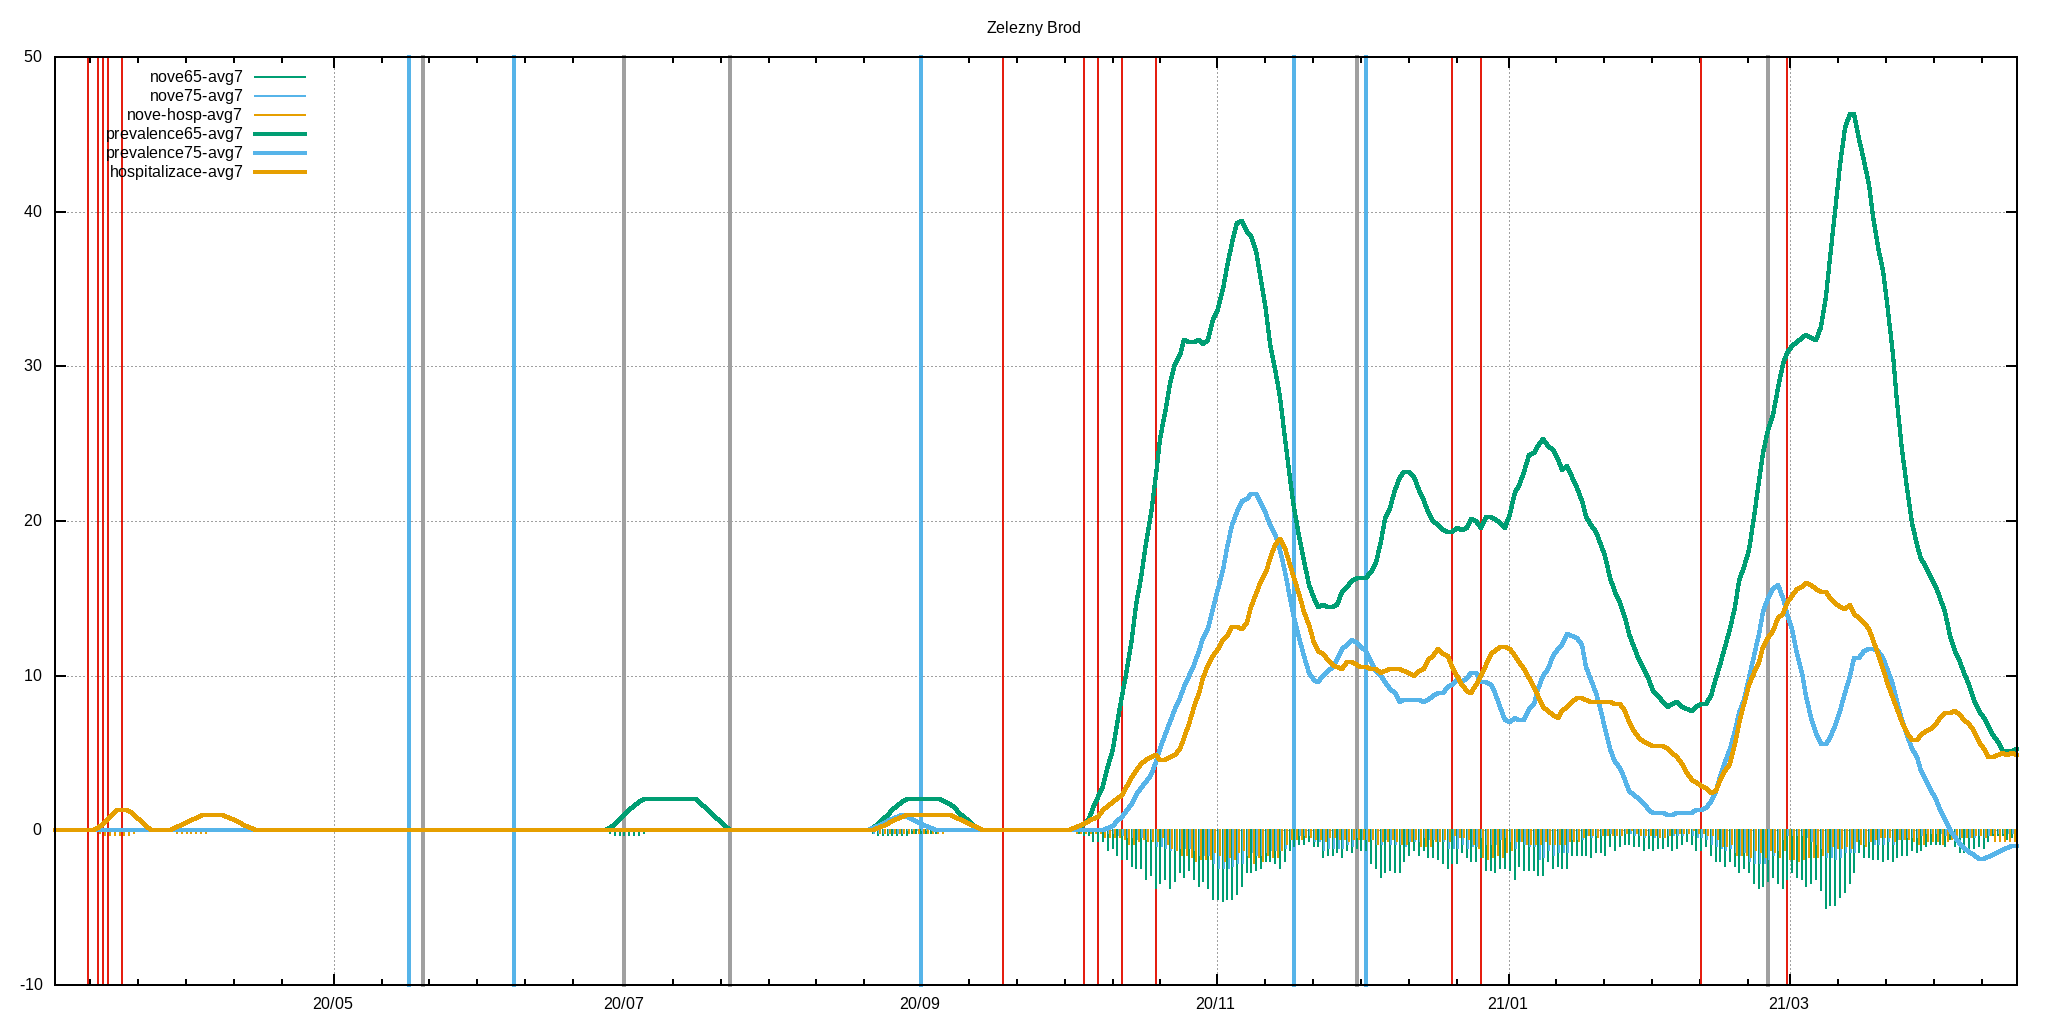 Zelezny Brod
50
nove65-avg7
nove75-avg7
nove-hosp-avg7
prevalence65-avg7
prevalence75-avg7
hospitalizace-avg7
40
30
20
10
0
-10
20/05 20/07 20/09 20/11 21/01 21/03